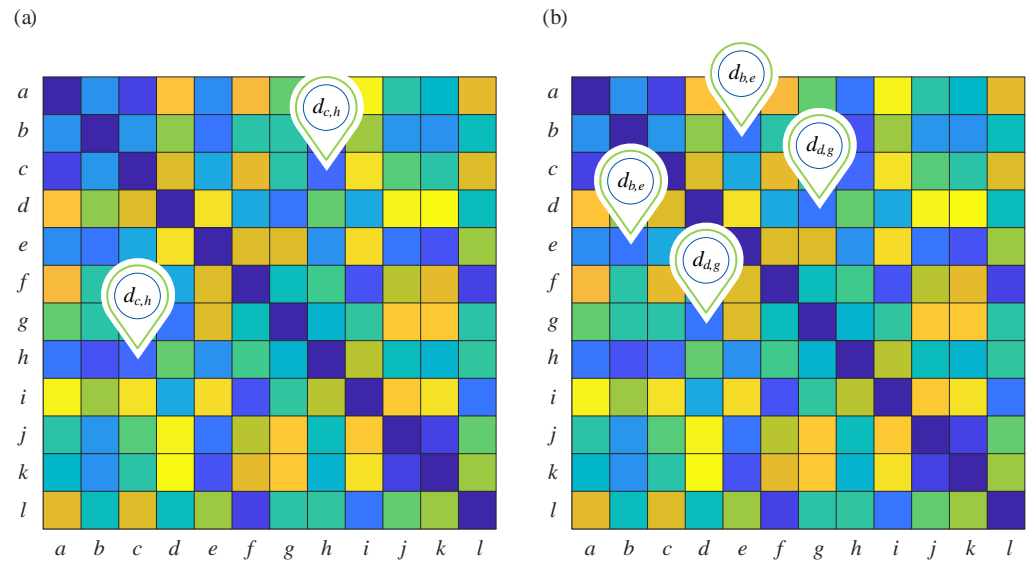 (a)
(b)
a
b
c
d
e
f
g
h
i
j
k
l
d_{c,h}
d_{c,h}
a b c d e f g h i j k l
a
b
c
d
e
f
g
h
i
j
k
l
d_{b,e}
d_{d,g}
d_{b,e}
d_{d,g}
a b c d e f g h i j k l